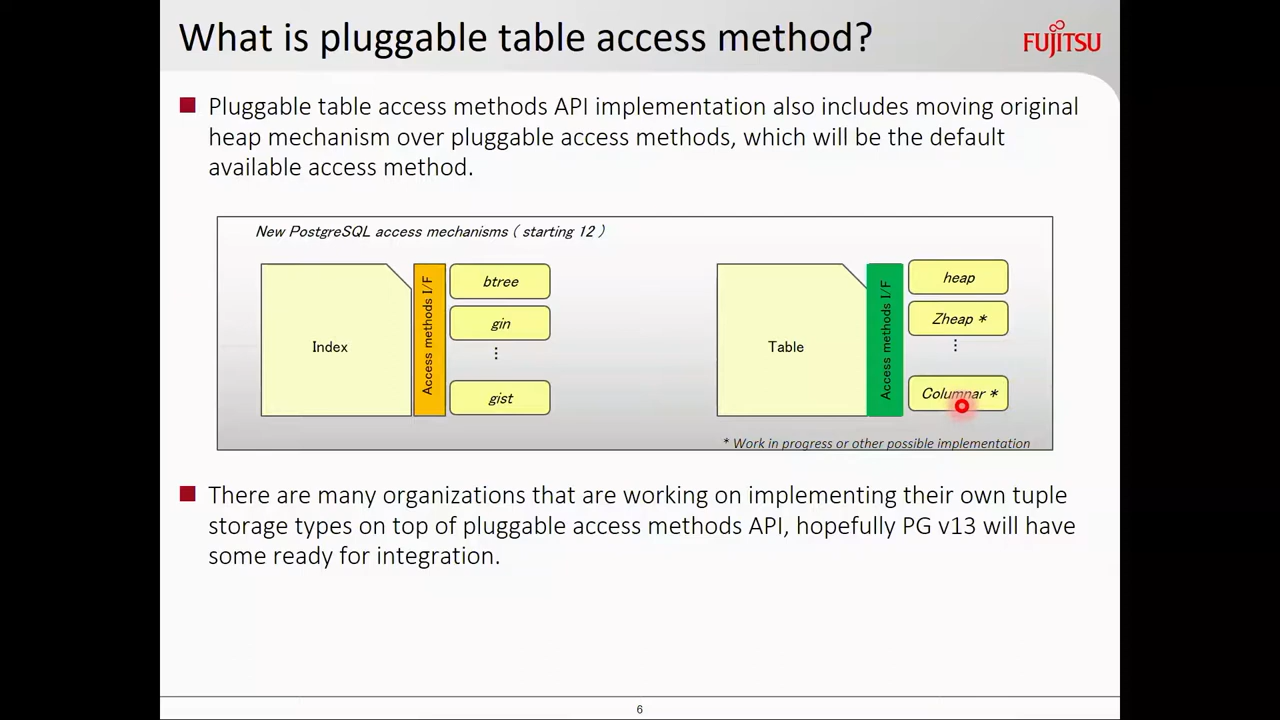 What is pluggable table access method?
FUJITSU
Pluggable table access methods API implementation also includes moving original
heap mechanism over pluggable access methods, which will be the default
available access method.
New PostgreSQL access mechanisms ( starting 12 )
Index
Access methods I/F
btree
gin
⋮
gist
Table
Access methods I/F
heap
Zheap *
⋮
Columnar *
* Work in progress or other possible implementation
There are many organizations that are working on implementing their own tuple
storage types on top of pluggable access methods API, hopefully PG v13 will have
some ready for integration.
6